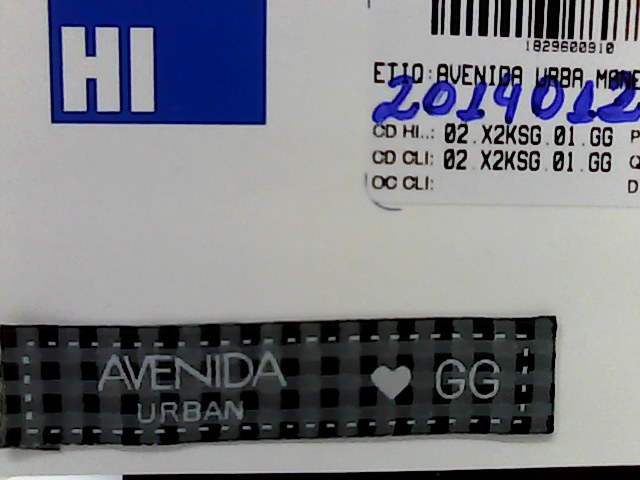 HI
1829600910
ETIQ:AVENIDA URBA MONE
2014012
CD HI..: 02.X2KSG.01.GG P
CD CLI: 02.X2KSG.01.GG Q
OC CLI: D
AVENIDA
URBAN
GG